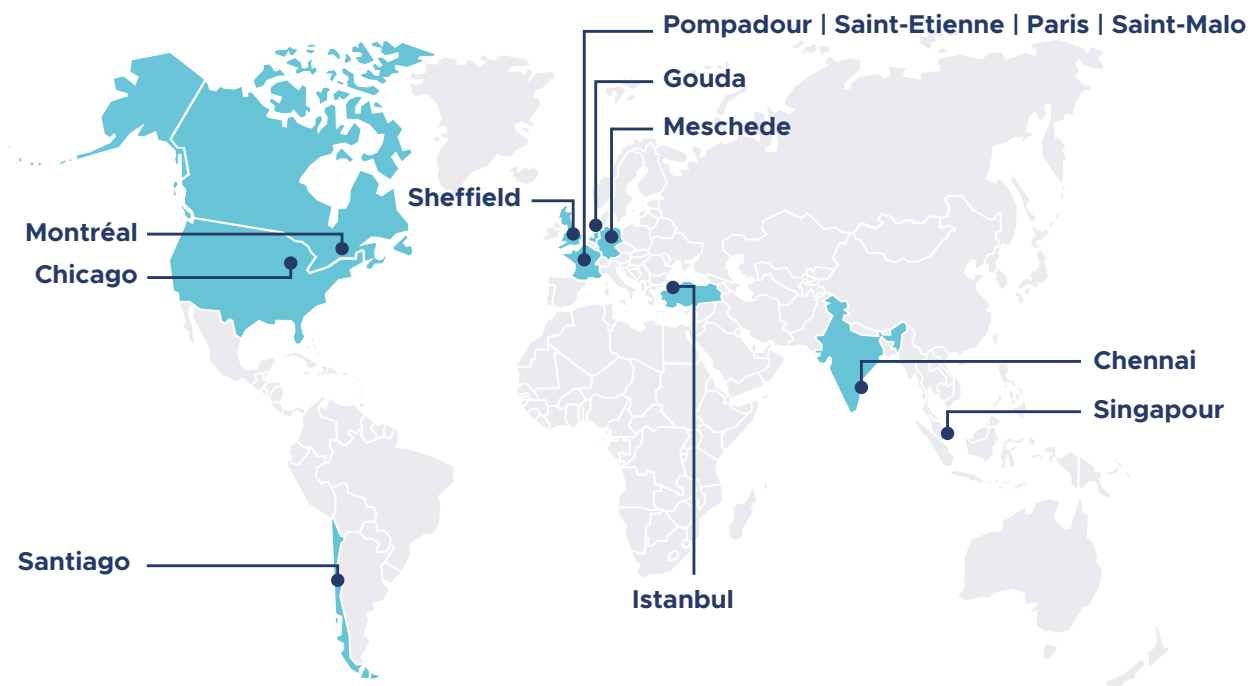 Pompadour | Saint-Etienne | Paris | Saint-Malo
Gouda
Meschede
Sheffield
Montréal
Chicago
Chennai
Singapour
Santiago
Istanbul